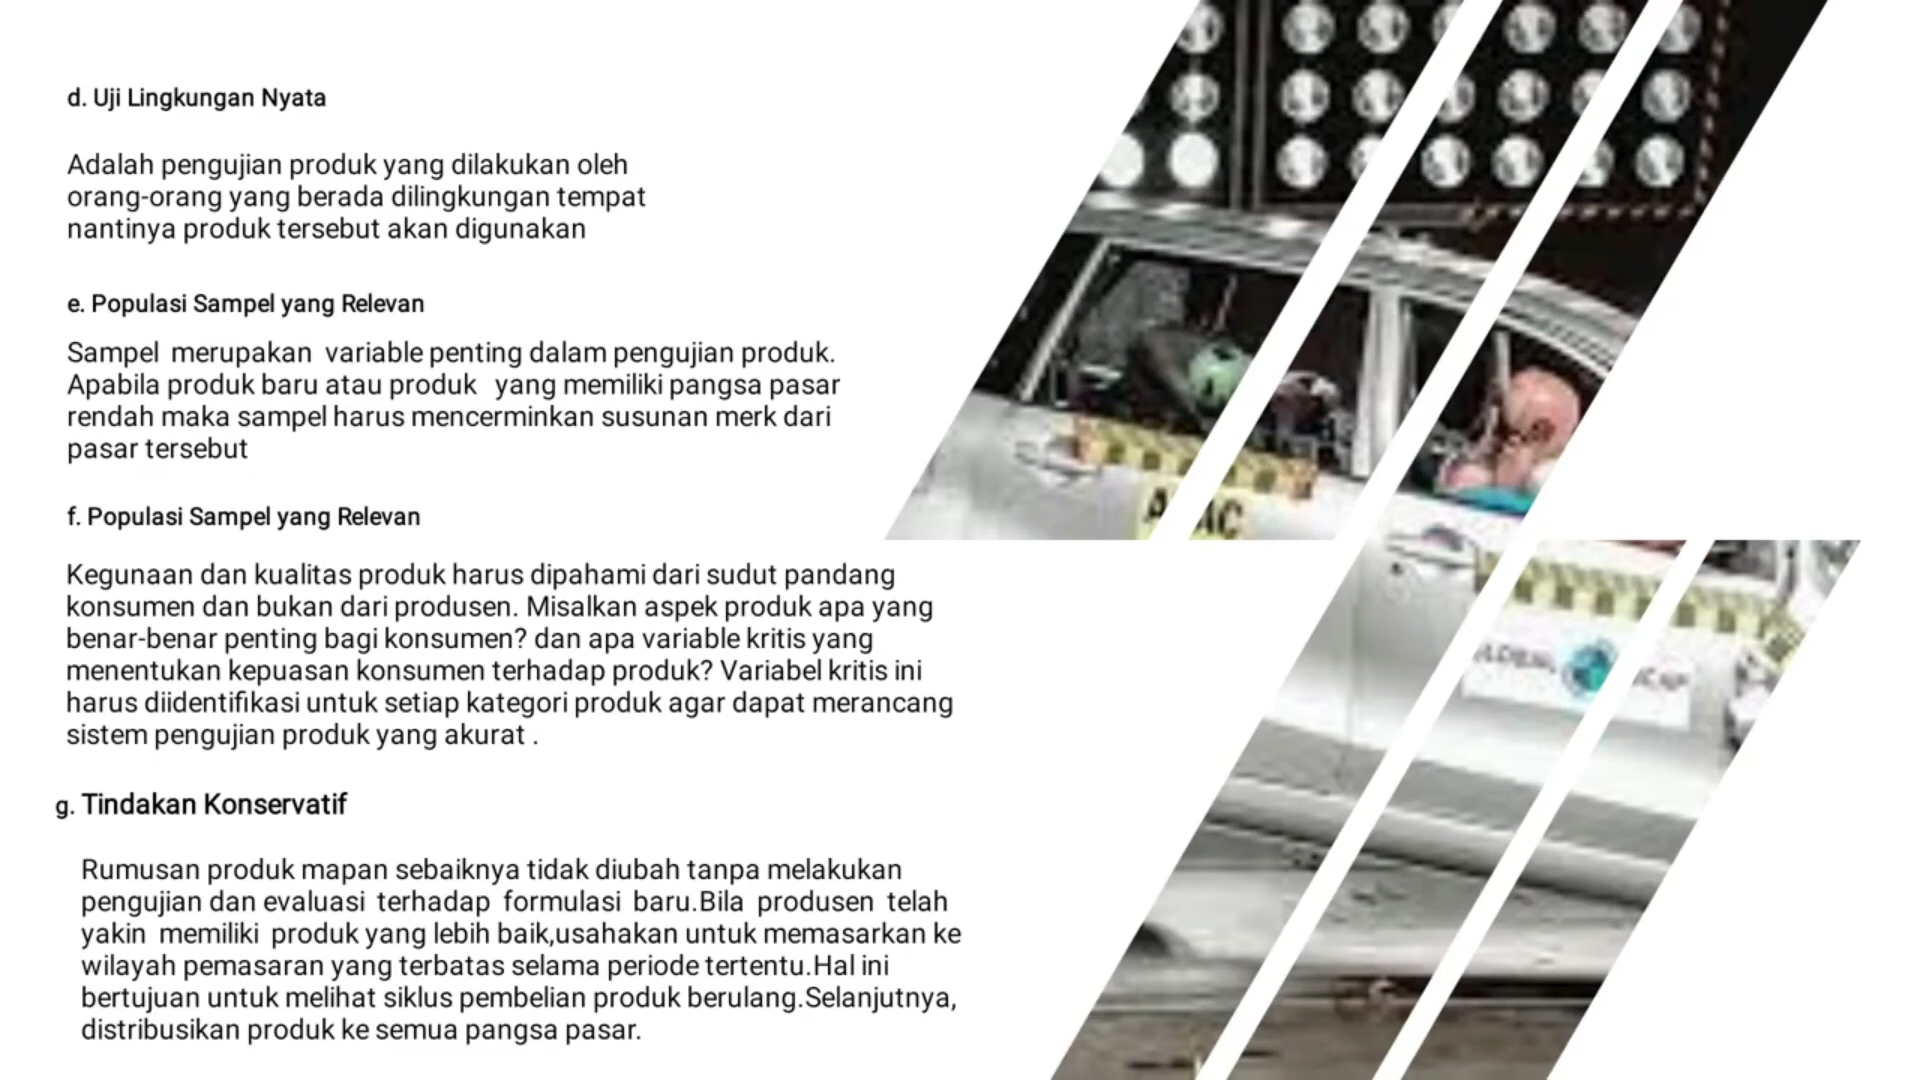 d. Uji Lingkungan Nyata
Adalah pengujian produk yang dilakukan oleh
orang-orang yang berada dilingkungan tempat
nantinya produk tersebut akan digunakan
e. Populasi Sampel yang Relevan
Sampel merupakan variable penting dalam pengujian produk.
Apabila produk baru atau produk yang memiliki pangsa pasar
rendah maka sampel harus mencerminkan susunan merk dari
pasar tersebut
f. Populasi Sampel yang Relevan
Kegunaan dan kualitas produk harus dipahami dari sudut pandang
konsumen dan bukan dari produsen. Misalkan aspek produk apa yang
benar-benar penting bagi konsumen? dan apa variable kritis yang
menentukan kepuasan konsumen terhadap produk? Variabel kritis ini
harus diidentifikasi untuk setiap kategori produk agar dapat merancang
sistem pengujian produk yang akurat .
g. Tindakan Konservatif
Rumusan produk mapan sebaiknya tidak diubah tanpa melakukan
pengujian dan evaluasi terhadap formulasi baru.Bila produsen telah
yakin memiliki produk yang lebih baik,usahakan untuk memasarkan ke
wilayah pemasaran yang terbatas selama periode tertentu.Hal ini
bertujuan untuk melihat siklus pembelian produk berulang.Selanjutnya,
distribusikan produk ke semua pangsa pasar.